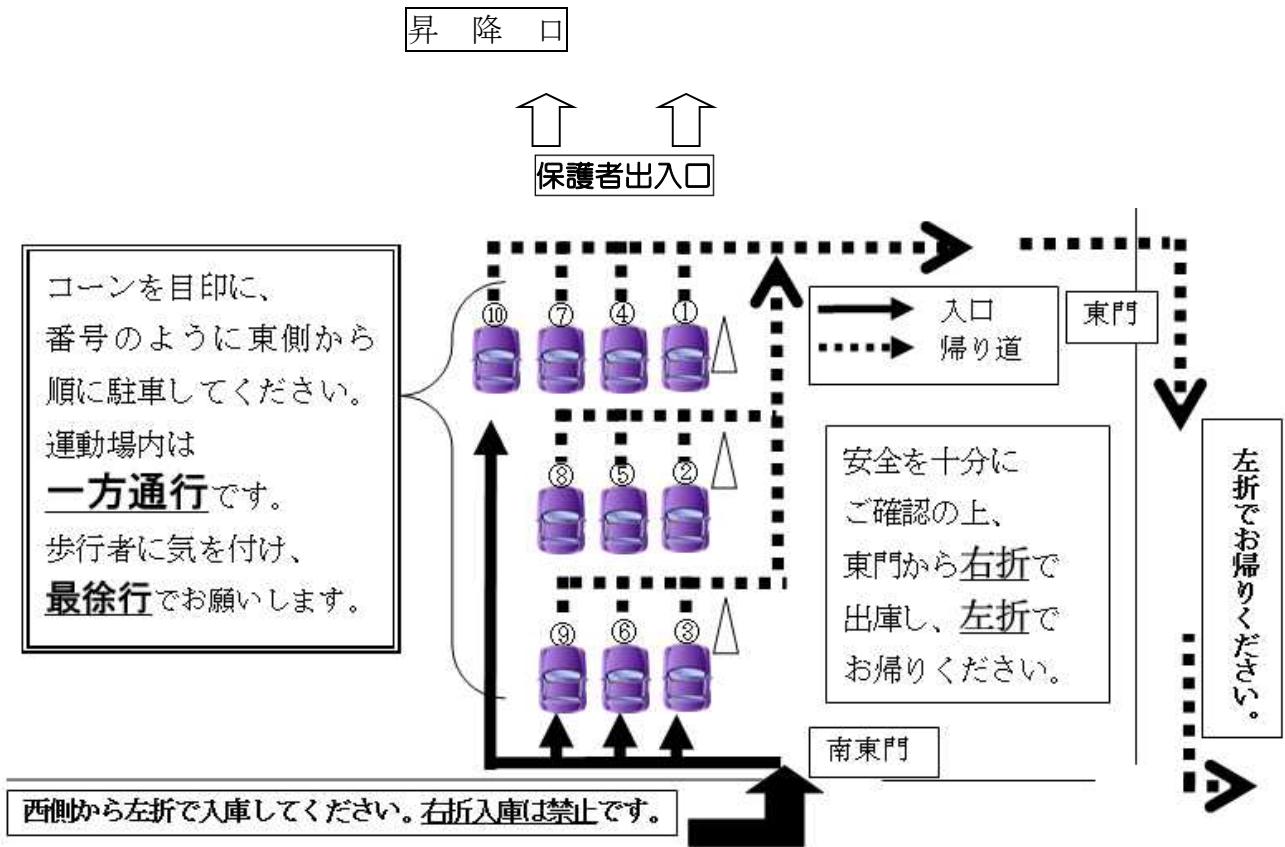 昇 降 口
保護者出入口
コーンを目印に、
番号のように東側から
順に駐車してください。
運動場内は
一方通行です。
歩行者に気を付け、
最徐行でお願いします。
⑩ ⑦ ④ ①
⑧ ⑤ ②
⑨ ⑥ ③
入口
帰り道
東門
安全を十分に
ご確認の上、
東門から右折で
出庫し、左折で
お帰りください。
左折でお帰りください。
南東門
西側から左折で入庫してください。右折入庫は禁止です。